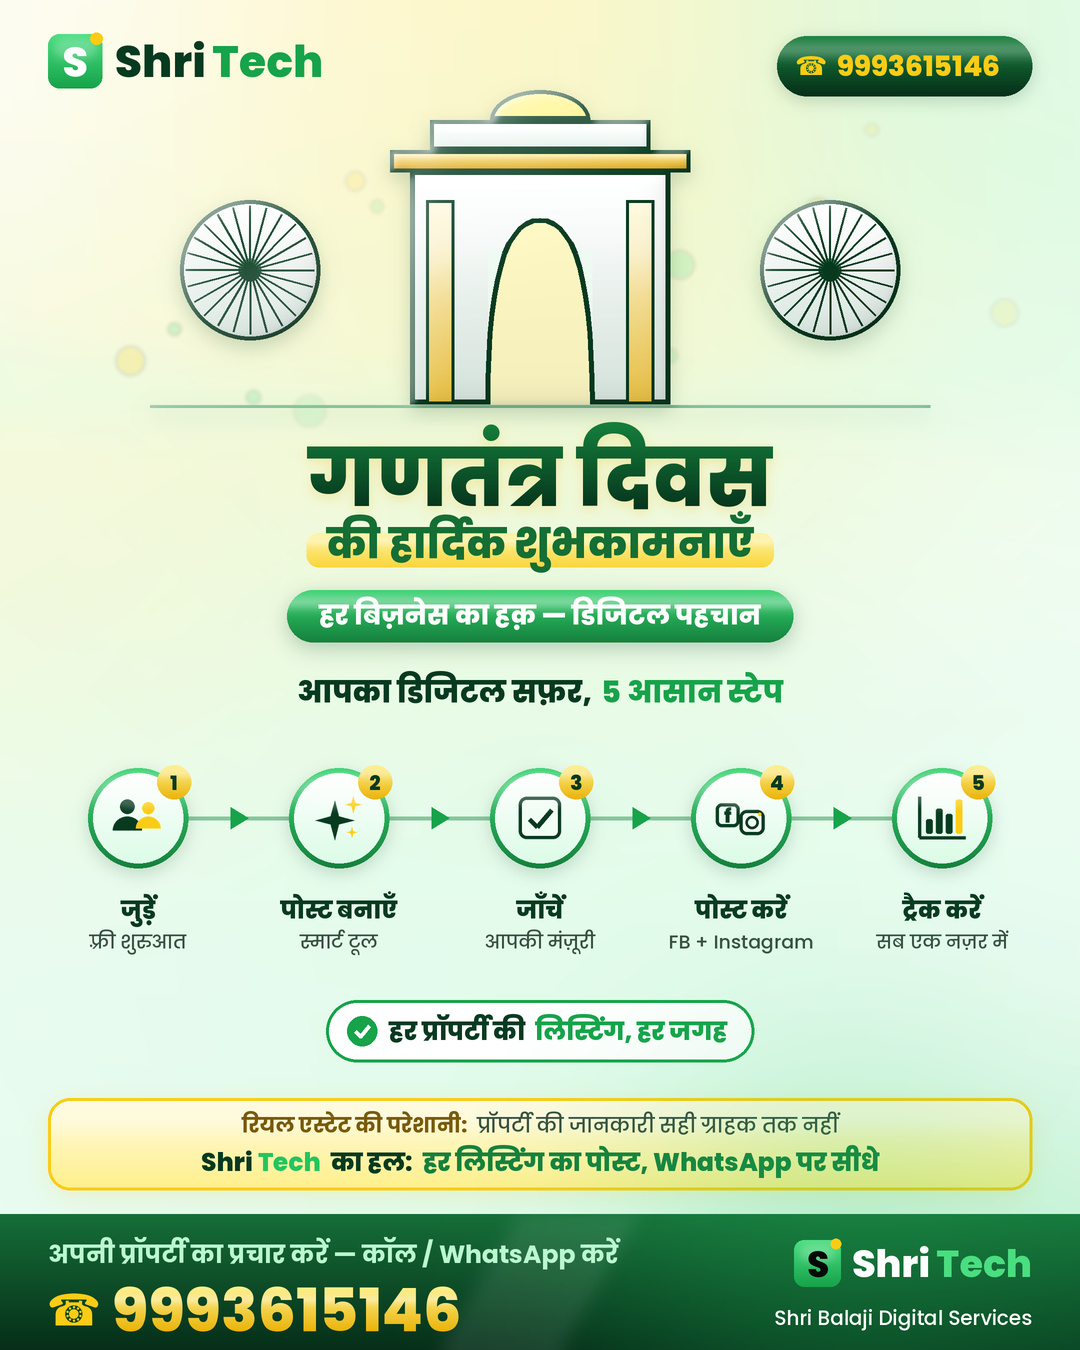 S Shri Tech
☎ 9993615146
गणतंत्र दिवस
की हार्दिक शुभकामनाएँ
हर बिज़नेस का हक़ — डिजिटल पहचान
आपका डिजिटल सफ़र, 5 आसान स्टेप
1 2 3 4 5
जुड़ें पोस्ट बनाएँ जाँचें पोस्ट करें ट्रैक करें
फ़्री शुरुआत स्मार्ट टूल आपकी मंज़ूरी FB + Instagram सब एक नज़र में
हर प्रॉपर्टी की लिस्टिंग, हर जगह
रियल एस्टेट की परेशानी: प्रॉपर्टी की जानकारी सही ग्राहक तक नहीं
Shri Tech का हल: हर लिस्टिंग का पोस्ट, WhatsApp पर सीधे
अपनी प्रॉपर्टी का प्रचार करें — कॉल / WhatsApp करें
☎ 9993615146
S Shri Tech
Shri Balaji Digital Services